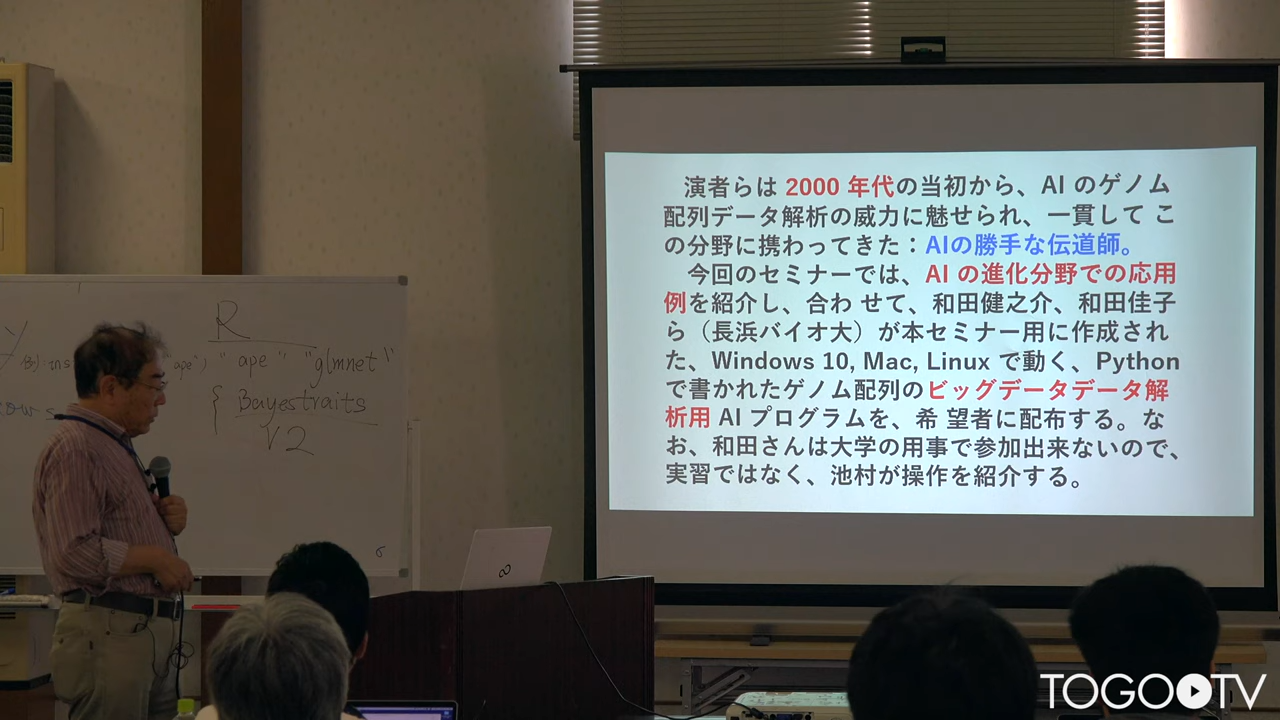 演者らは 2000 年代の当初から、AI のゲノム
配列データ解析の威力に魅せられ、一貫して こ
の分野に携わってきた：AIの勝手な伝道師。
今回のセミナーでは、AI の進化分野での応用
例を紹介し、合わ せて、和田健之介、和田佳子
ら（長浜バイオ大）が本セミナー用に作成され
た、Windows 10, Mac, Linux で動く、Python
で書かれたゲノム配列のビッグデータデータ解
析用 AI プログラムを、希 望者に配布する。な
お、和田さんは大学の用事で参加出来ないので、
実習ではなく、池村が操作を紹介する。
R
"ape" "glmnet"
Bayestraits
V2
TOGO TV